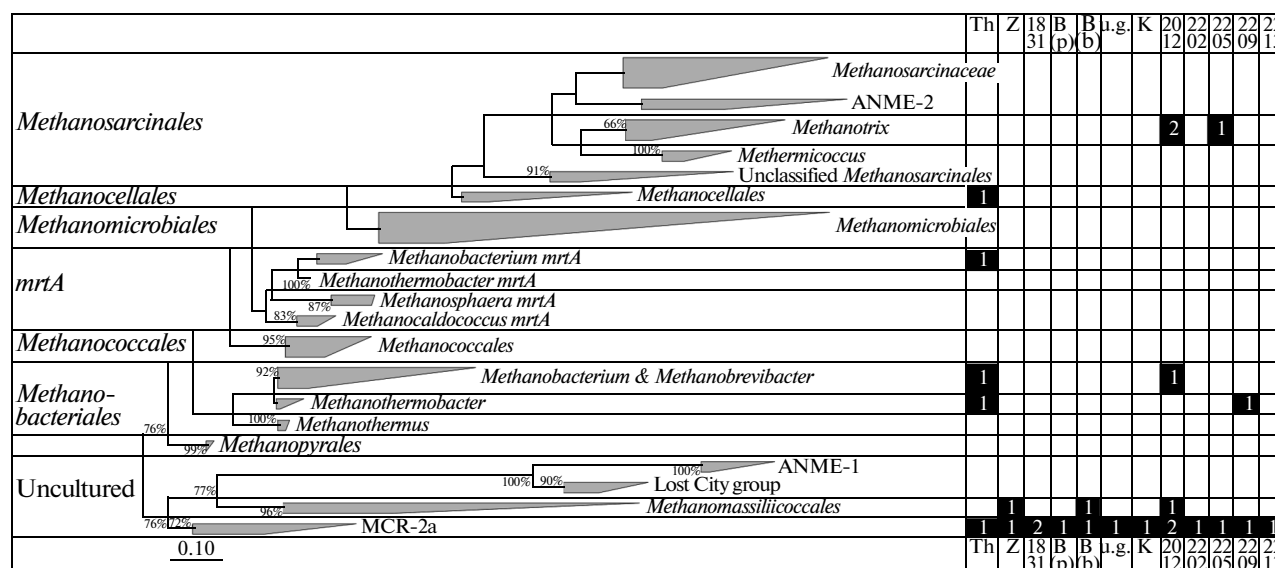 Th Z 18 31 B (p) B (b) u.g. K 20 12 22 02 22 05 22 09
Methanosarcinaceae
ANME-2
Methanosarcinales
66% Methanotrix 2 1
100% Methermicoccus
91% Unclassified Methanosarcinales
Methanocellales Methanocellales 1
Methanomicrobiales Methanomicrobiales
Methanobacterium mrtA 1
mrtA
100% Methanothermobacter mrtA
87% Methanosphaera mrtA
83% Methanocaldococcus mrtA
Methanococcales 95% Methanococcales
92% Methanobacterium & Methanobrevibacter 1 1
Methano-
bacteriales
Methanothermobacter 1 1
100% Methanothermus
76%
99% Methanopyrales
100% ANME-1
Uncultured
77% 100% 90% Lost City group
96% Methanomassiliicoccales 1 1 1
76% 72% MCR-2a 1 1 2 1 1 1 1 2 1 1 1 1
0.10
Th Z 18 31 B (p) B (b) u.g. K 20 12 22 02 22 05 22 09